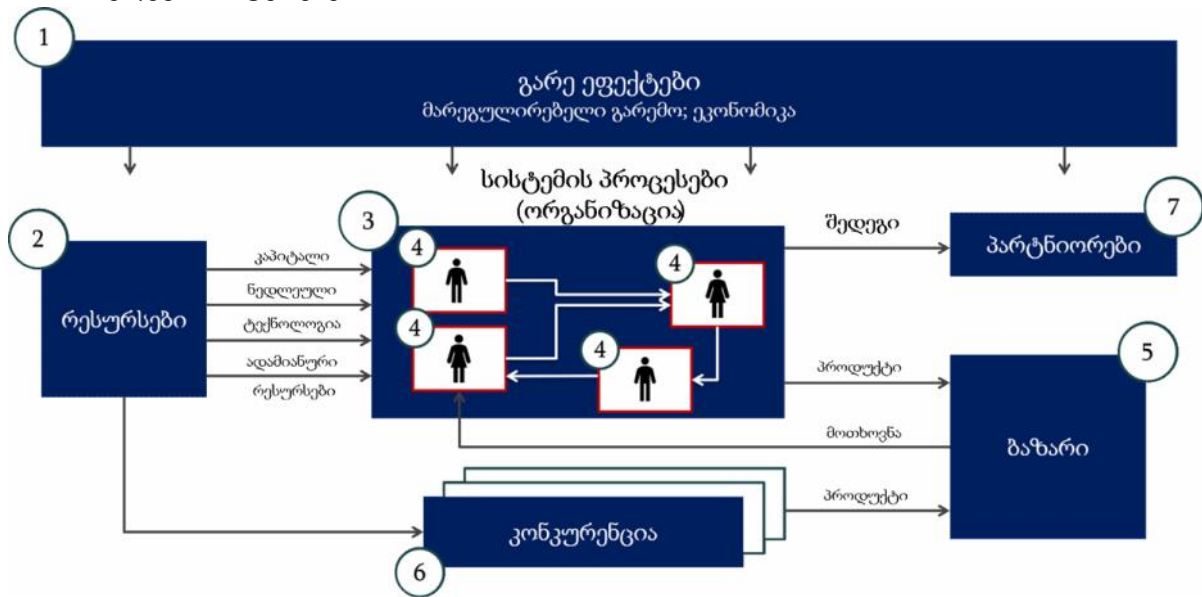 1
გარე ეფექტები
მარეგულირებელი გარემო; ეკონომიკა
სისტემის პროცესები
(ორგანიზაცია)
2
რესურსები
კაპიტალი
ნედლეული
ტექნოლოგია
ადამიანური
რესურსები
3
4
4
4
4
შედეგი
7
პარტნიორები
პროდუქტი
მოთხოვნა
პროდუქტი
5
ბაზარი
კონკურენცია
6